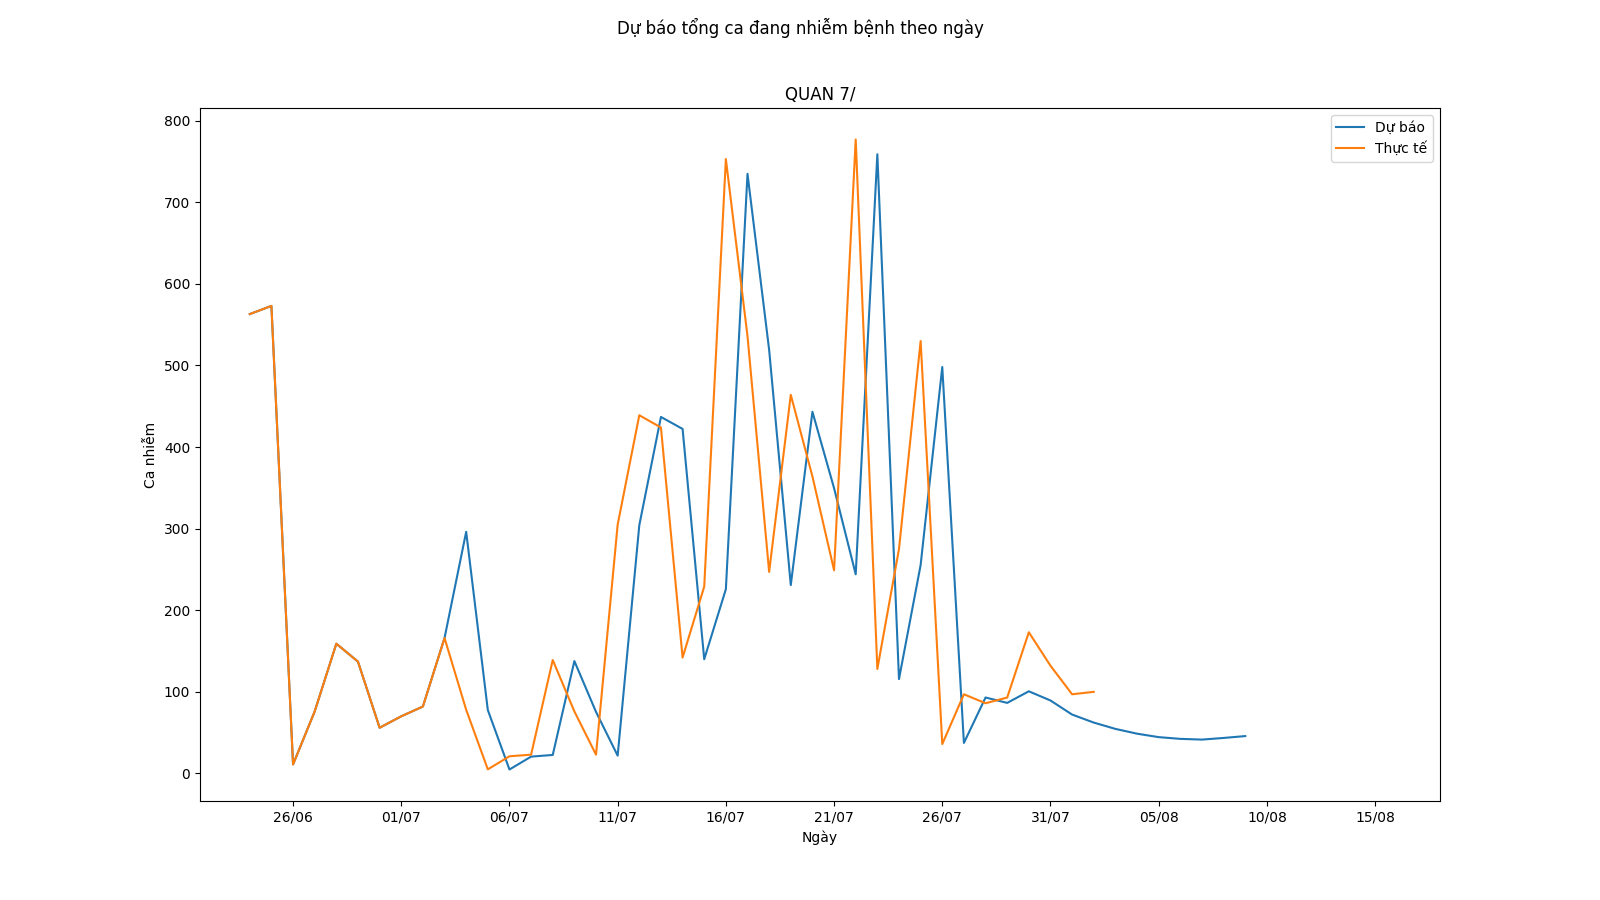 Dự báo tổng ca đang nhiễm bệnh theo ngày
QUAN 7/
Dự báo
Thực tế
Ca nhiễm
800
700
600
500
400
300
200
100
0
26/06 01/07 06/07 11/07 16/07 21/07 26/07 31/07 05/08 10/08 15/08
Ngày